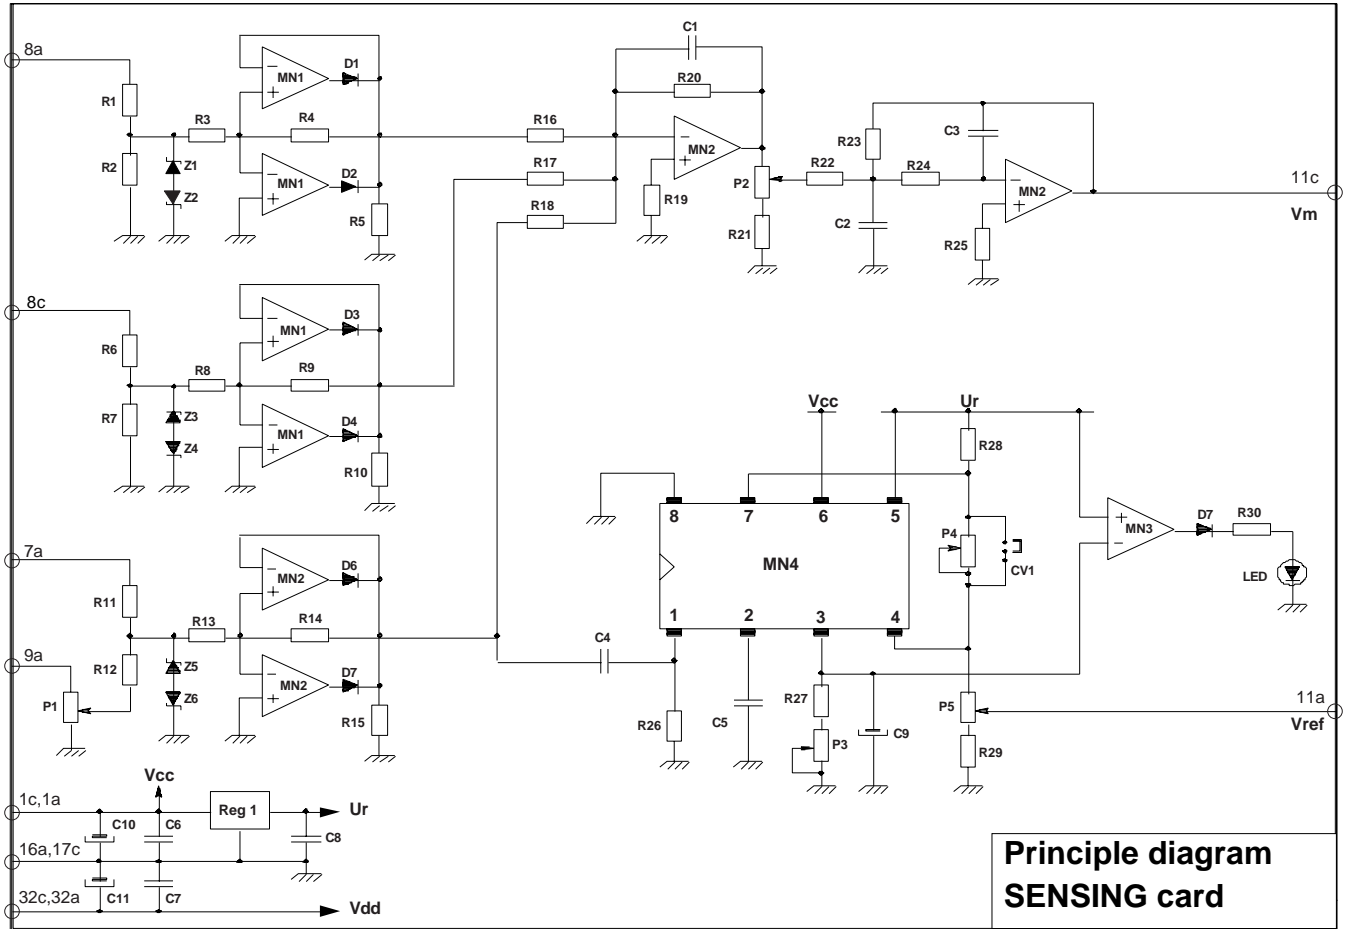 C1
8a
R1
R2
R3
Z1
Z2
MN1
D1
R4
MN1
D2
R5
R16
R17
R18
R20
MN2
R19
P2
R21
R22
R23
C2
R24
C3
MN2
R25
11c
Vm
8c
R6
R7
R8
Z3
Z4
MN1
D3
R9
MN1
D4
R10
7a
R11
R12
9a
P1
R13
Z5
Z6
MN2
D6
R14
MN2
D7
R15
C4
R26
Vcc
Ur
R28
8 7 6 5
MN4
1 2 3 4
P4
CV1
MN3
D7
R30
LED
C5
R27
P3
C9
P5
R29
11a
Vref
Vcc
1c,1a
Reg 1
Ur
C10
C6
C8
16a,17c
C11
C7
32c,32a
Vdd
Principle diagram
SENSING card